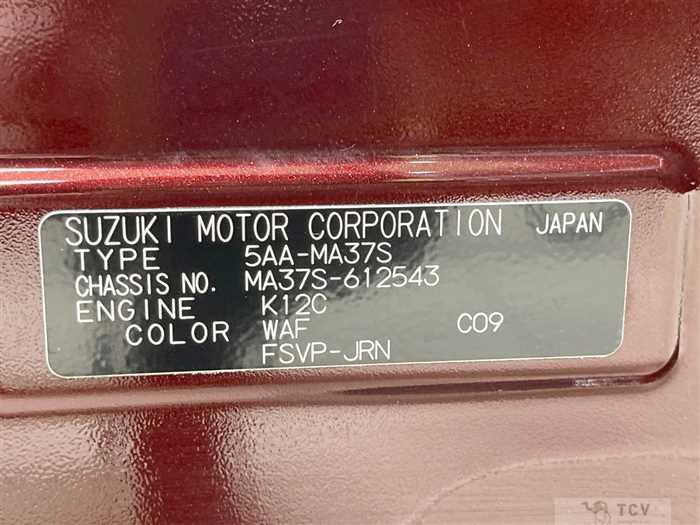 SUZUKI MOTOR CORPORATION JAPAN
TYPE 5AA-MA37S
CHASSIS NO. MA37S-612543
ENGINE K12C
COLOR WAF C09
FSVP-JRN
TCV